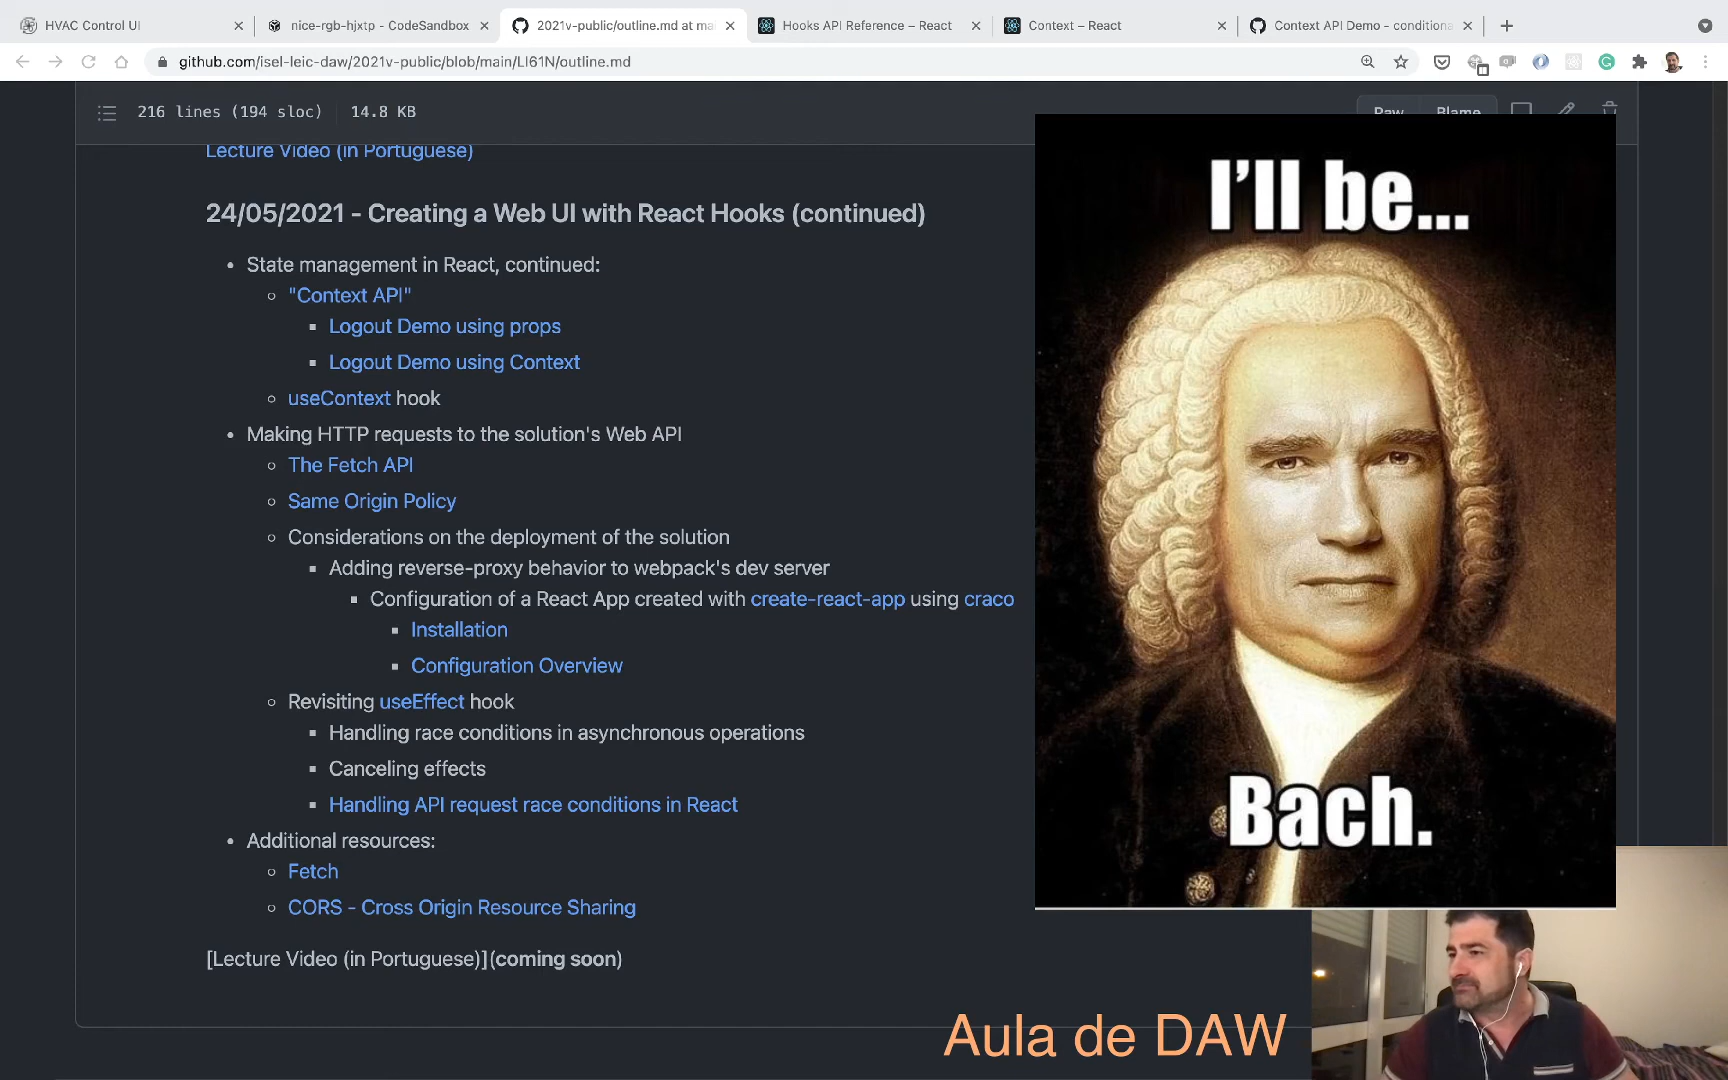 HVAC Control UI
nice-rgb-hjxtp - CodeSandbox
2021v-public/outline.md at ma
Hooks API Reference – React
Context – React
Context API Demo - conditiona
github.com/isel-leic-daw/2021v-public/blob/main/LI61N/outline.md
216 lines (194 sloc)
14.8 KB
Raw
Blame
Lecture Video (in Portuguese)
24/05/2021 - Creating a Web UI with React Hooks (continued)
State management in React, continued:
"Context API"
Logout Demo using props
Logout Demo using Context
useContext hook
Making HTTP requests to the solution's Web API
The Fetch API
Same Origin Policy
Considerations on the deployment of the solution
Adding reverse-proxy behavior to webpack's dev server
Configuration of a React App created with create-react-app using craco
Installation
Configuration Overview
Revisiting useEffect hook
Handling race conditions in asynchronous operations
Canceling effects
Handling API request race conditions in React
Additional resources:
Fetch
CORS - Cross Origin Resource Sharing
[Lecture Video (in Portuguese)](coming soon)
I'll be...
Bach.
Aula de DAW